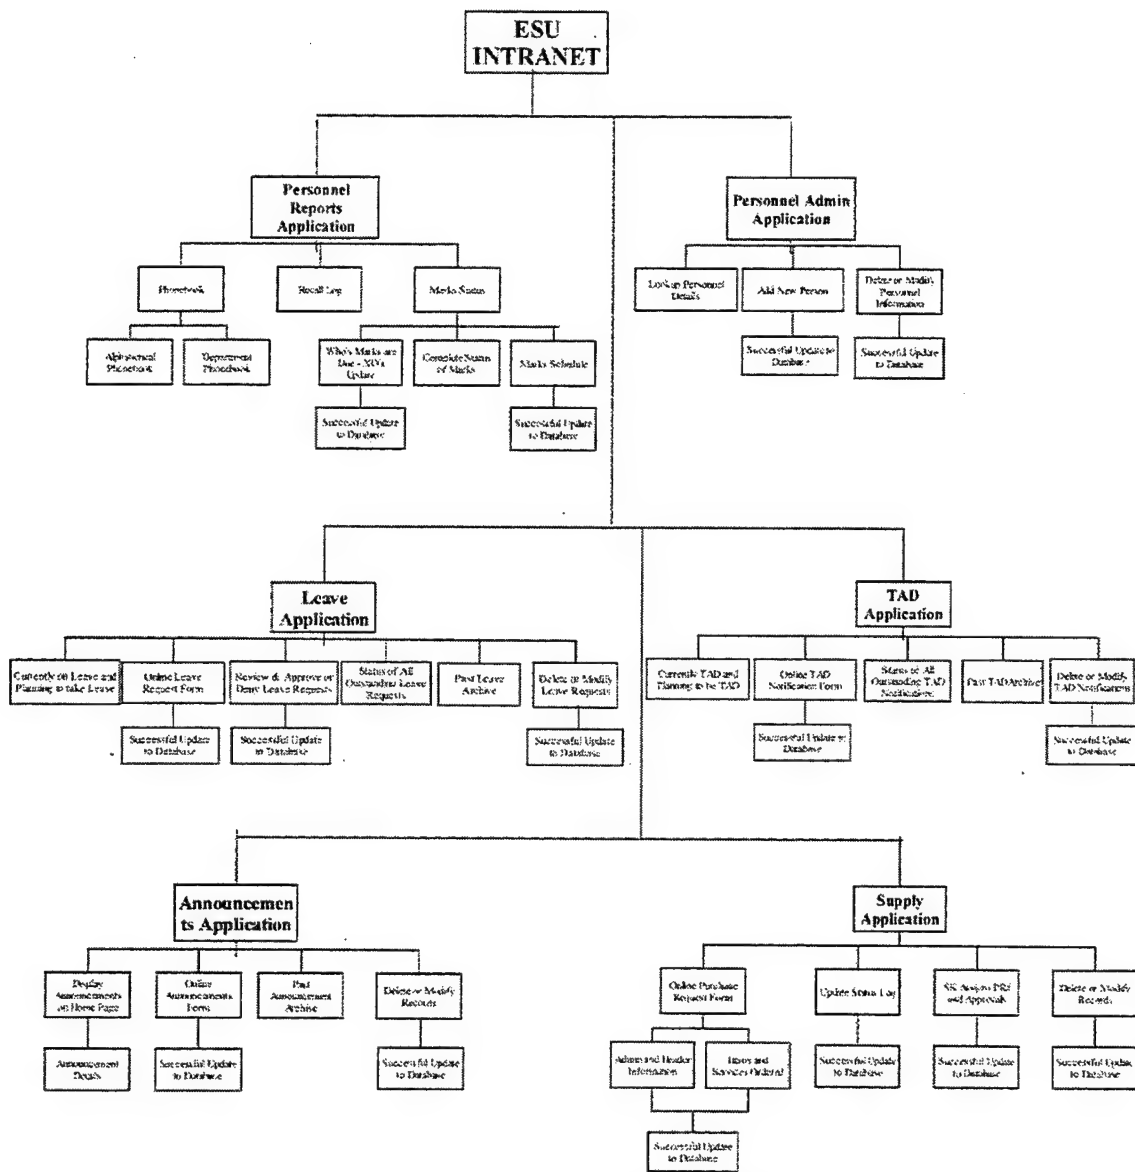 ESU
INTRANET
Personnel
Reports
Application
Personnel Admin
Application
Phonebook
Recall Log
Marks Status
Lookup Personnel
Details
Add New Person
Delete or Modify
Personnel
Information
Alphabetical
Phonebook
Department
Phonebook
Who's Marks are
Due - XO's
Update
Complete Status
of Marks
Marks Schedule
Successful Update to
Database
Successful Update
to Database
Successful Update
to Database
Successful Update
to Database
Leave
Application
TAD
Application
Currently on Leave and
Planning to take Leave
Online Leave
Request Form
Review & Approve or
Deny Leave Requests
Status of All
Outstanding Leave
Requests
Past Leave
Archive
Delete or Modify
Leave Requests
Currently TAD and
Planning to be TAD
Online TAD
Notification Form
Status of All
Outstanding TAD
Notifications
Past TAD Archive
Delete or Modify
TAD Notifications
Successful Update
to Database
Successful Update
to Database
Successful Update
to Database
Successful Update to
Database
Successful Update
to Database
Announcemen
ts Application
Supply
Application
Display
Announcements
on Home Page
Online
Announcements
Form
Past
Announcement
Archive
Delete or Modify
Records
Online Purchase
Request Form
Update Status Log
SK Assigns PR#
and Approvals
Delete or Modify
Records
Announcement
Details
Successful Update
to Database
Successful Update
to Database
Admin and Header
Information
Items and
Services Ordered
Successful Update to
Database
Successful Update
to Database
Successful Update
to Database
Successful Update
to Database